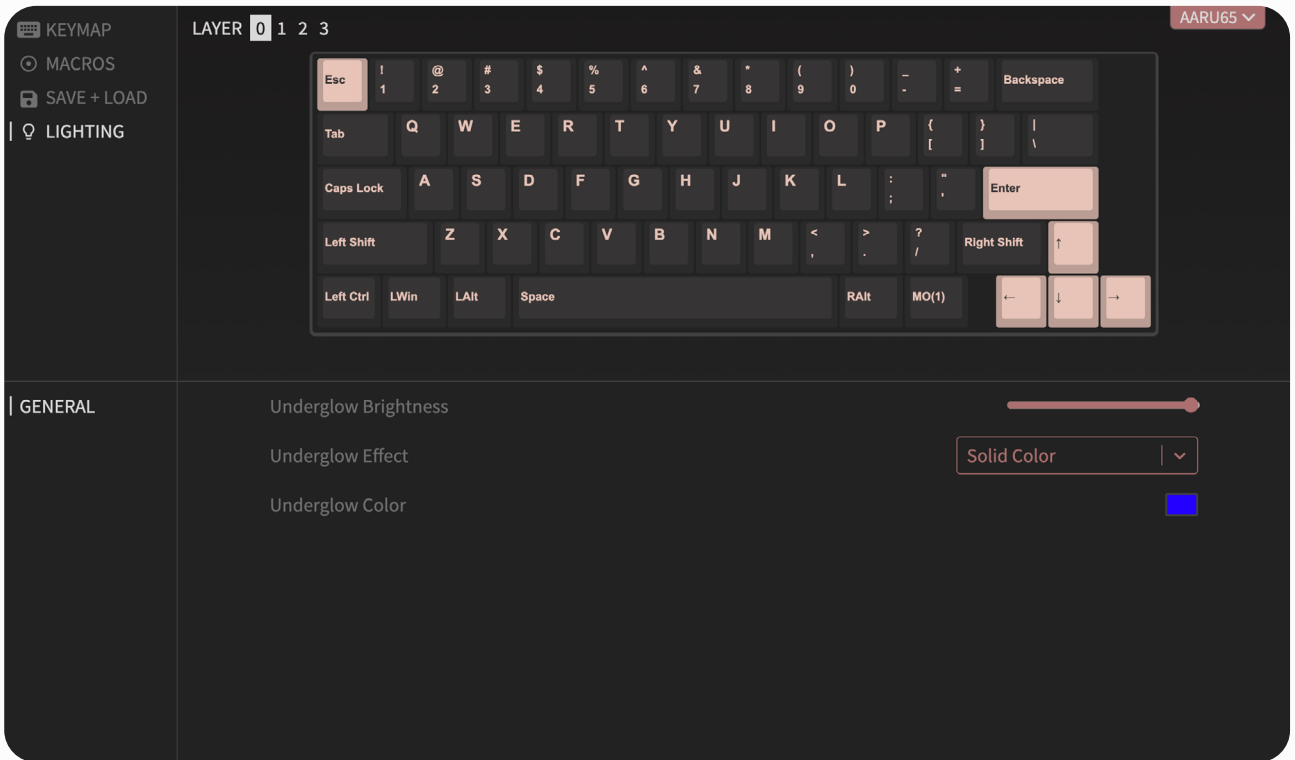 KEYMAP
MACROS
SAVE + LOAD
LIGHTING
LAYER 0 1 2 3
AARU65
Esc ! @ # $ % ^ & * ( ) _ + Backspace
1 2 3 4 5 6 7 8 9 0 - =
Tab Q W E R T Y U I O P { } |
[ ] \
Caps Lock A S D F G H J K L : " Enter
; '
Left Shift Z X C V B N M < > ? Right Shift ↑
, . /
Left Ctrl LWin LAlt Space RAlt MO(1) ← ↓ →
GENERAL
Underglow Brightness
Underglow Effect Solid Color
Underglow Color